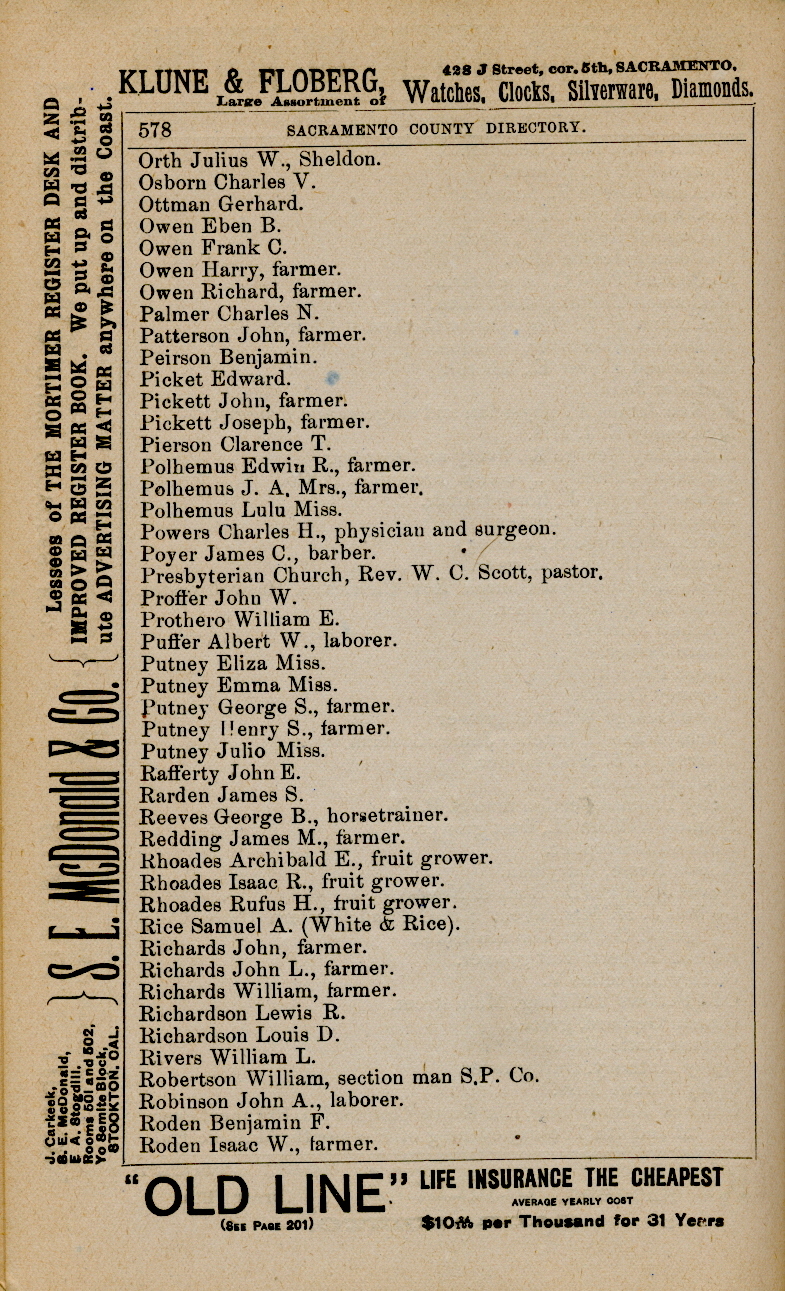 KLUNE & FLOBERG,
Large Assortment of
428 J Street, cor. 5th, SACRAMENTO.
Watches, Clocks, Silverware, Diamonds.
578 SACRAMENTO COUNTY DIRECTORY.
Orth Julius W., Sheldon.
Osborn Charles V.
Ottman Gerhard.
Owen Eben B.
Owen Frank C.
Owen Harry, farmer.
Owen Richard, farmer.
Palmer Charles N.
Patterson John, farmer.
Peirson Benjamin.
Picket Edward.
Pickett John, farmer.
Pickett Joseph, farmer.
Pierson Clarence T.
Polhemus Edwin R., farmer.
Polhemus J. A. Mrs., farmer.
Polhemus Lulu Miss.
Powers Charles H., physician and surgeon.
Poyer James C., barber.
Presbyterian Church, Rev. W. C. Scott, pastor.
Proffer John W.
Prothero William E.
Puffer Albert W., laborer.
Putney Eliza Miss.
Putney Emma Miss.
Putney George S., farmer.
Putney Henry S., farmer.
Putney Julio Miss.
Rafferty John E.
Rarden James S.
Reeves George B., horsetrainer.
Redding James M., farmer.
Rhoades Archibald E., fruit grower.
Rhoades Isaac R., fruit grower.
Rhoades Rufus H., fruit grower.
Rice Samuel A. (White & Rice).
Richards John, farmer.
Richards John L., farmer.
Richards William, farmer.
Richardson Lewis R.
Richardson Louis D.
Rivers William L.
Robertson William, section man S.P. Co.
Robinson John A., laborer.
Roden Benjamin F.
Roden Isaac W., farmer.
J. Carkeek,
S. E. McDonald,
E A. Stogdill.
Rooms 501 and 502,
Yo Semite Block,
STOCKTON. CAL.
S. E. McDonald & Co.
Lessees of THE MORTIMER REGISTER DESK AND
IMPROVED REGISTER BOOK. We put up and distrib-
ute ADVERTISING MATTER anywhere on the Coast.
"OLD LINE"
(SEE PAGE 201)
LIFE INSURANCE THE CHEAPEST
AVERAGE YEARLY COST
per Thousand for 31 Years